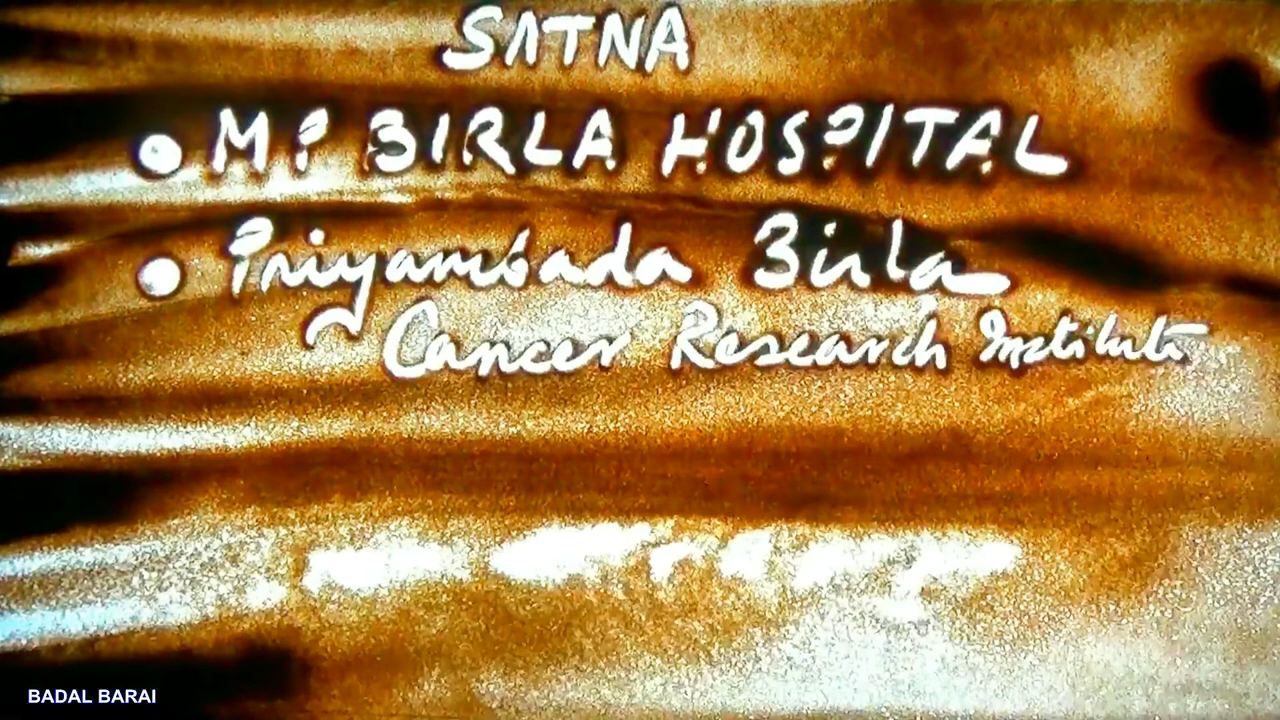 SATNA
• MP BIRLA HOSPITAL
• Priyambada Birla
Cancer Research Institute
BADAL BARAI